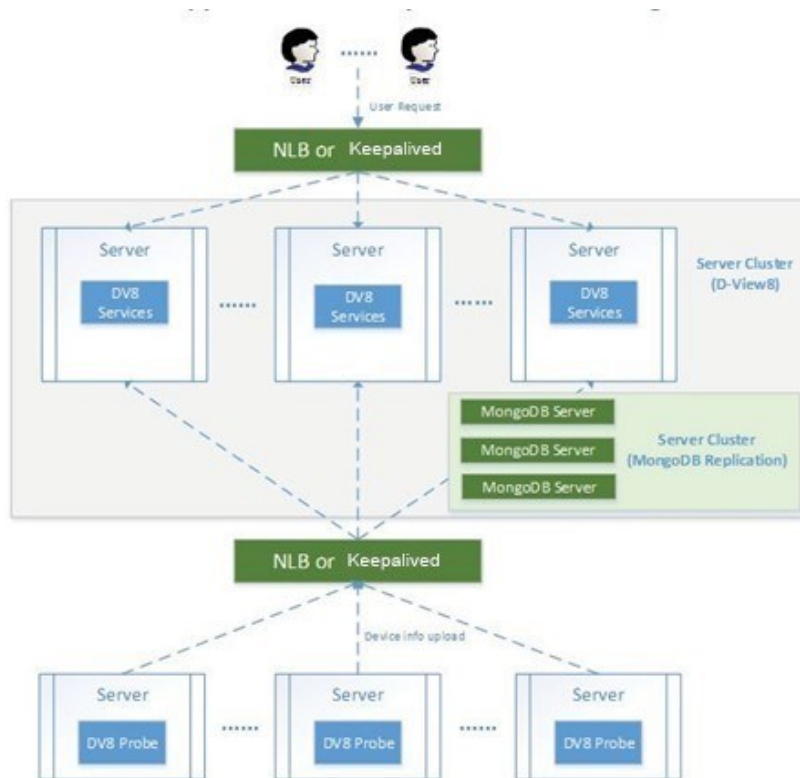 User
......
User
User Request
NLB or Keepalived
Server
DV8
Services
......
Server
DV8
Services
......
Server
DV8
Services
Server Cluster
(D-View8)
MongoDB Server
MongoDB Server
MongoDB Server
Server Cluster
(MongoDB Replication)
NLB or Keepalived
Device info upload
Server
DV8 Probe
......
Server
DV8 Probe
......
Server
DV8 Probe